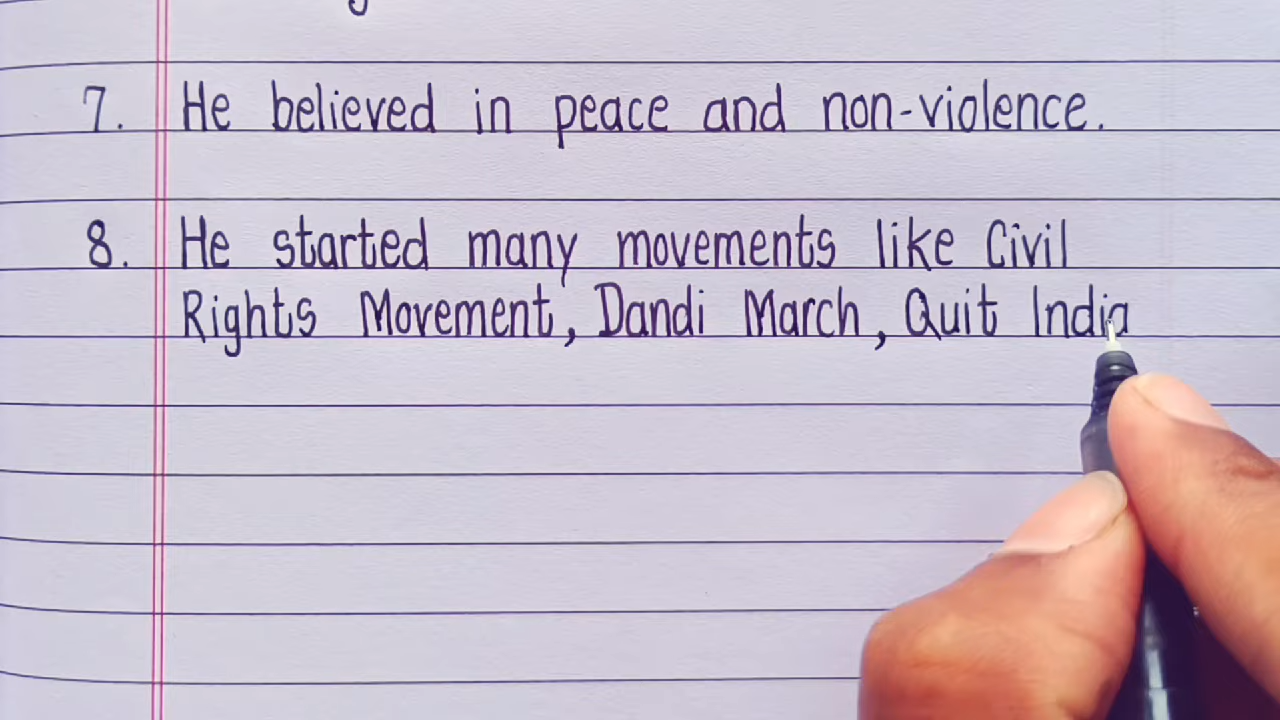 7. He believed in peace and non-violence.
8. He started many movements like Civil
Rights Movement, Dandi March, Quit India